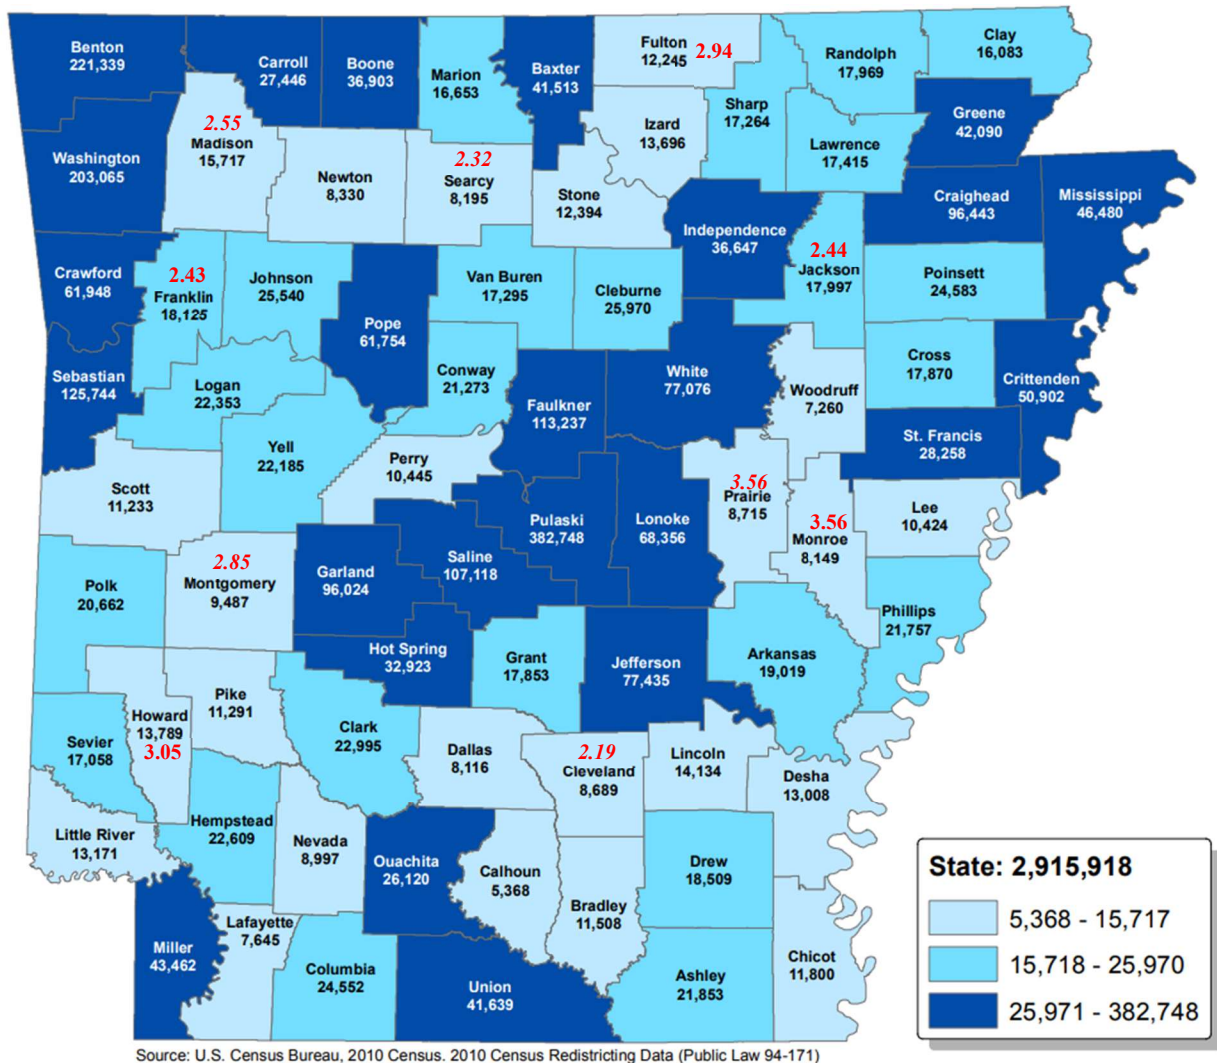 Benton
221,339
Carroll
27,446
Boone
36,903
Marion
16,653
Baxter
41,513
Fulton 2.94
12,245
Randolph
17,969
Clay
16,083
Sharp
17,264
Greene
42,090
Izard
13,696
Lawrence
17,415
2.55
Madison
15,717
Washington
203,065
Newton
8,330
2.32
Searcy
8,195
Stone
12,394
Craighead
96,443
Mississippi
46,480
Independence
36,647
2.44
Jackson
17,997
Crawford
61,948
2.43
Franklin
18,125
Johnson
25,540
Van Buren
17,295
Cleburne
25,970
Poinsett
24,583
Pope
61,754
Sebastian
125,744
Logan
22,353
Conway
21,273
White
77,076
Woodruff
7,260
Cross
17,870
Crittenden
50,902
Faulkner
113,237
St. Francis
28,258
Yell
22,185
Perry
10,445
Scott
11,233
Pulaski
382,748
Lonoke
68,356
3.56
Prairie
8,715
3.56
Monroe
8,149
Lee
10,424
2.85
Montgomery
9,487
Garland
96,024
Saline
107,118
Polk
20,662
Phillips
21,757
Hot Spring
32,923
Grant
17,853
Jefferson
77,435
Arkansas
19,019
Pike
11,291
Howard
13,789
3.05
Sevier
17,058
Clark
22,995
Dallas
8,116
2.19
Cleveland
8,689
Lincoln
14,134
Desha
13,008
Little River
13,171
Hempstead
22,609
Nevada
8,997
Ouachita
26,120
Calhoun
5,368
Bradley
11,508
Drew
18,509
Miller
43,462
Lafayette
7,645
Columbia
24,552
Union
41,639
Ashley
21,853
Chicot
11,800
State: 2,915,918
5,368 - 15,717
15,718 - 25,970
25,971 - 382,748
Source: U.S. Census Bureau, 2010 Census. 2010 Census Redistricting Data (Public Law 94-171)